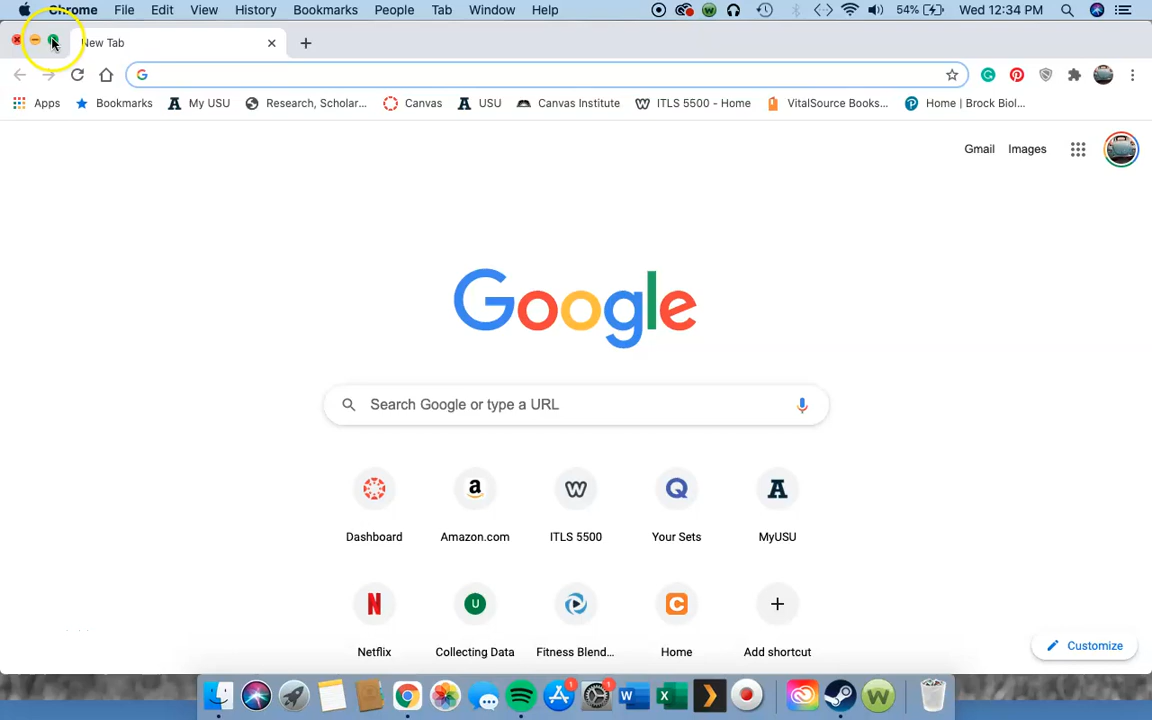 Chrome File Edit View History Bookmarks People Tab Window Help 54% Wed 12:34 PM
New Tab
Apps Bookmarks My USU Research, Scholar... Canvas USU Canvas Institute ITLS 5500 - Home VitalSource Books... Home | Brock Biol...
Gmail Images
Google
Search Google or type a URL
Dashboard Amazon.com ITLS 5500 Your Sets MyUSU
Netflix Collecting Data Fitness Blend... Home Add shortcut
Customize